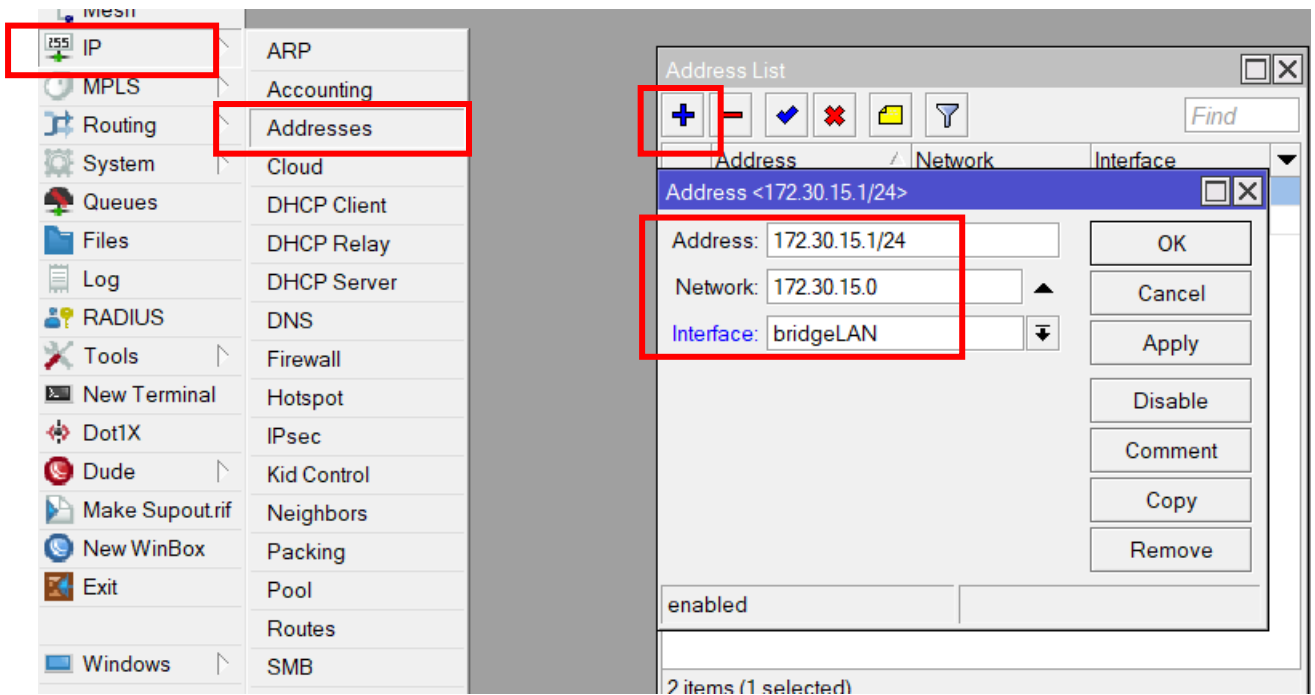 Mesh
IP
MPLS
Routing
System
Queues
Files
Log
RADIUS
Tools
New Terminal
Dot1X
Dude
Make Supout.rif
New WinBox
Exit
Windows
ARP
Accounting
Addresses
Cloud
DHCP Client
DHCP Relay
DHCP Server
DNS
Firewall
Hotspot
IPsec
Kid Control
Neighbors
Packing
Pool
Routes
SMB
Address List
Find
Address Network Interface
Address <172.30.15.1/24>
Address: 172.30.15.1/24
Network: 172.30.15.0
Interface: bridgeLAN
OK
Cancel
Apply
Disable
Comment
Copy
Remove
enabled
2 items (1 selected)